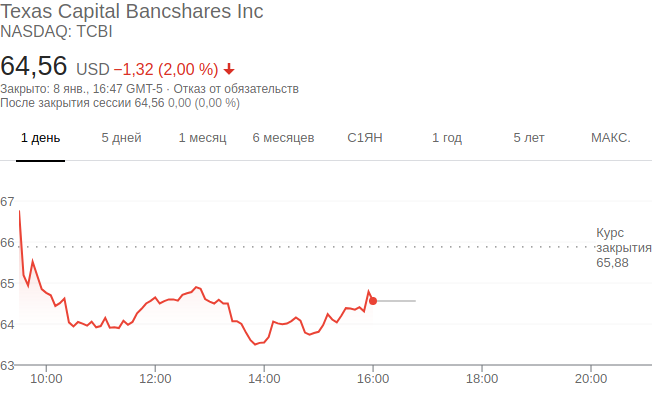 Texas Capital Bancshares Inc
NASDAQ: TCBI
64,56 USD −1,32 (2,00 %)
Закрыто: 8 янв., 16:47 GMT-5 · Отказ от обязательств
После закрытия сессии 64,56 0,00 (0,00 %)
1 день 5 дней 1 месяц 6 месяцев С1ЯН 1 год 5 лет МАКС.
67
Курс
66
закрытия
65,88
65
64
63
10:00 12:00 14:00 16:00 18:00 20:00